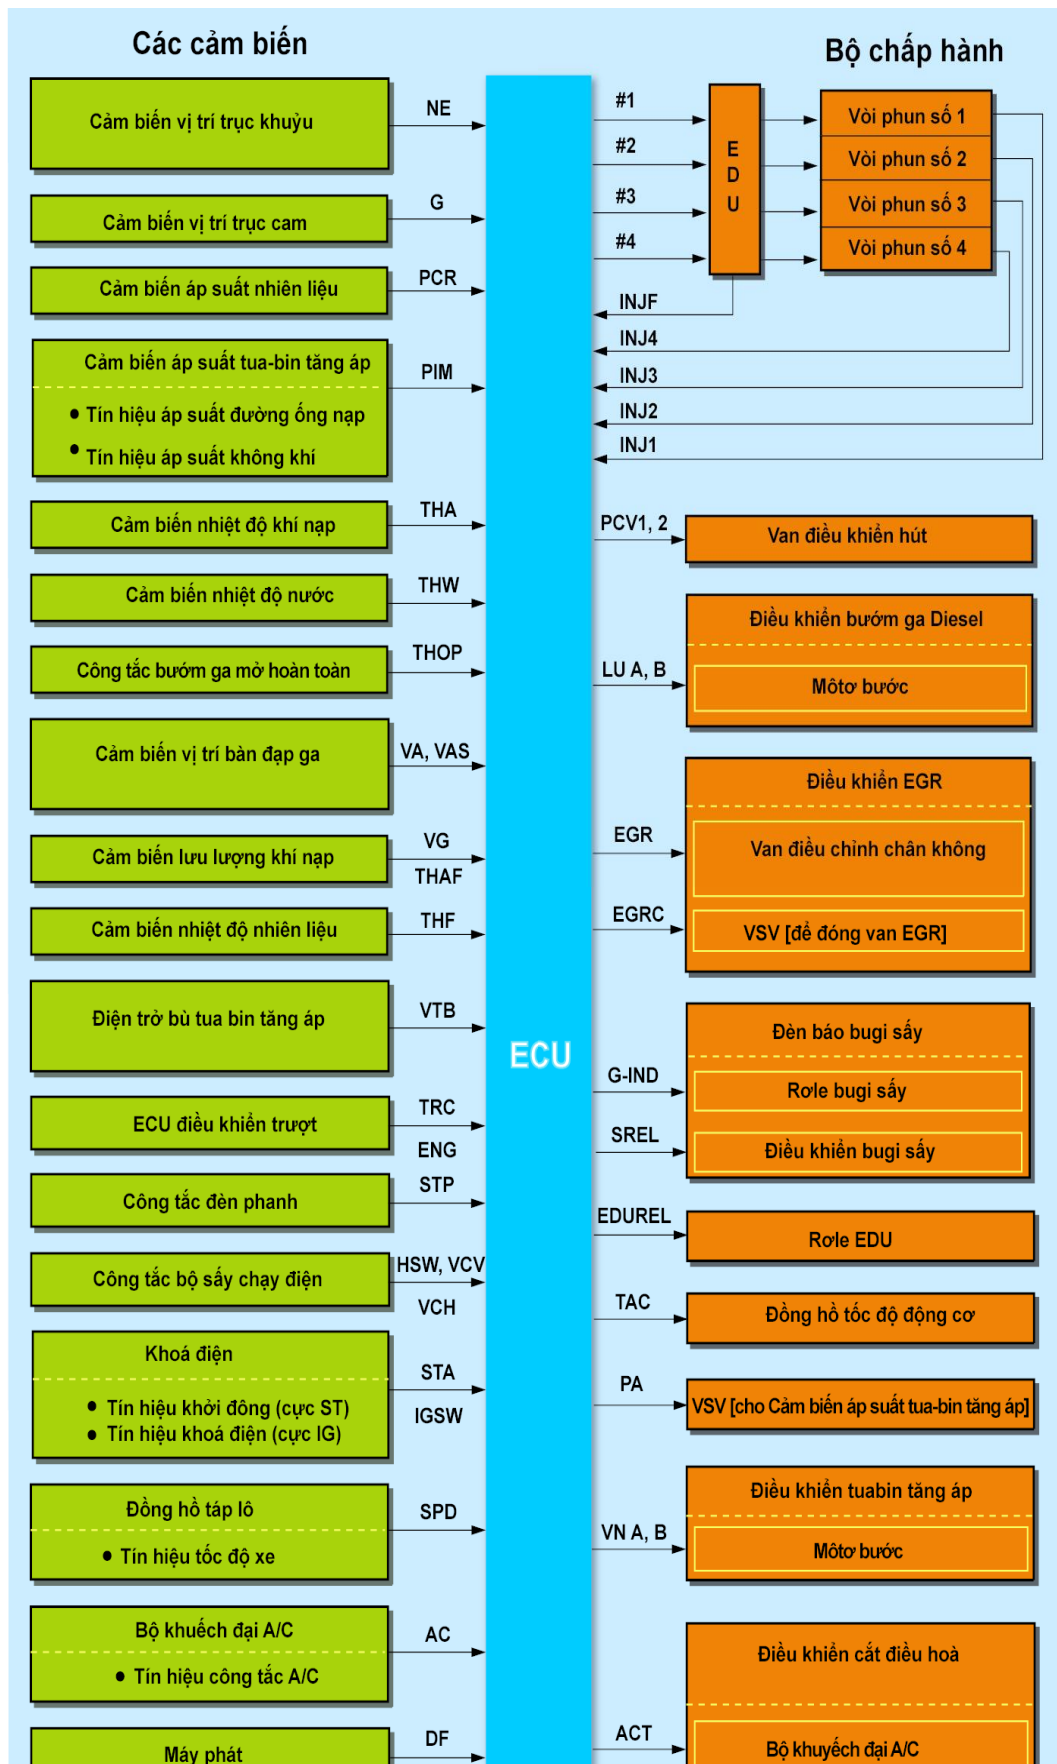 Các cảm biến
Cảm biến vị trí trục khuỷu
NE
Cảm biến vị trí trục cam
G
Cảm biến áp suất nhiên liệu
PCR
Cảm biến áp suất tua-bin tăng áp
PIM
• Tín hiệu áp suất đường ống nạp
• Tín hiệu áp suất không khí
Cảm biến nhiệt độ khí nạp
THA
Cảm biến nhiệt độ nước
THW
Công tắc bướm ga mở hoàn toàn
THOP
Cảm biến vị trí bàn đạp ga
VA, VAS
Cảm biến lưu lượng khí nạp
VG
THAF
Cảm biến nhiệt độ nhiên liệu
THF
Điện trở bù tua bin tăng áp
VTB
ECU điều khiển trượt
TRC
ENG
Công tắc đèn phanh
STP
Công tắc bộ sấy chạy điện
HSW, VCV
VCH
Khoá điện
• Tín hiệu khởi đông (cực ST)
• Tín hiệu khoá điện (cực IG)
STA
IGSW
Đồng hồ táp lô
• Tín hiệu tốc độ xe
SPD
Bộ khuếch đại A/C
• Tín hiệu công tắc A/C
AC
Máy phát
DF
ECU
Bộ chấp hành
#1
#2
#3
#4
E
D
U
Vòi phun số 1
Vòi phun số 2
Vòi phun số 3
Vòi phun số 4
INJF
INJ4
INJ3
INJ2
INJ1
PCV1, 2
Van điều khiển hút
Điều khiển bướm ga Diesel
LU A, B
Môtơ bước
Điều khiển EGR
EGR
Van điều chỉnh chân không
EGRC
VSV [để đóng van EGR]
Đèn báo bugi sấy
G-IND
Rơle bugi sấy
SREL
Điều khiển bugi sấy
EDUREL
Rơle EDU
TAC
Đồng hồ tốc độ động cơ
PA
VSV [cho Cảm biến áp suất tua-bin tăng áp]
Điều khiển tuabin tăng áp
VN A, B
Môtơ bước
Điều khiển cắt điều hoà
ACT
Bộ khuyếch đại A/C